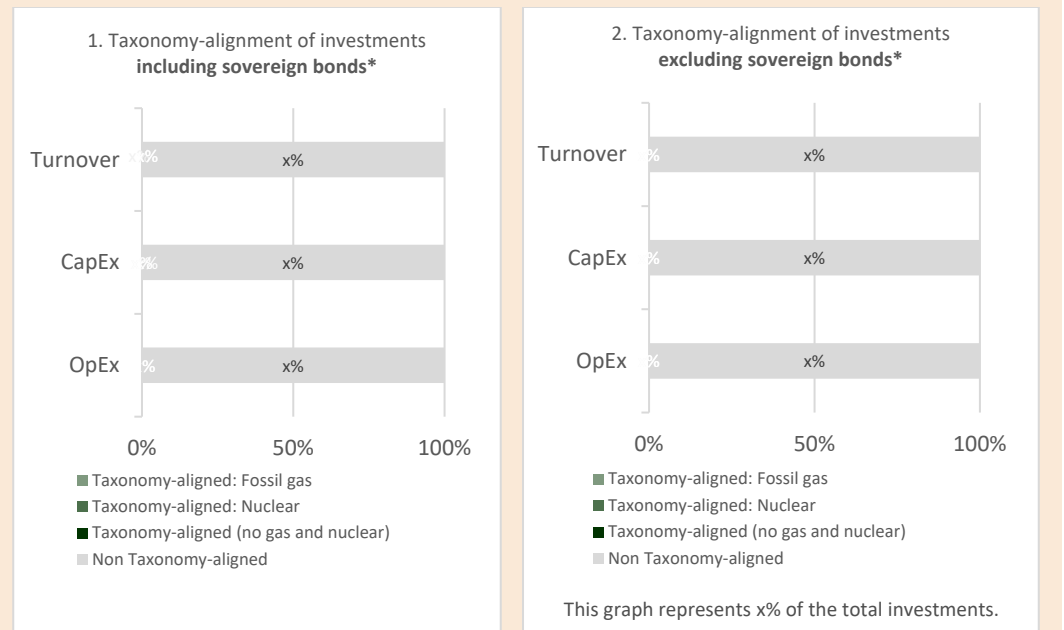 1. Taxonomy-alignment of investments
including sovereign bonds*
Turnover
x%
CapEx
x%
OpEx
%
x%
0% 50% 100%
Taxonomy-aligned: Fossil gas
Taxonomy-aligned: Nuclear
Taxonomy-aligned (no gas and nuclear)
Non Taxonomy-aligned
2. Taxonomy-alignment of investments
excluding sovereign bonds*
Turnover
%
x%
CapEx
%
x%
OpEx
%
x%
0% 50% 100%
Taxonomy-aligned: Fossil gas
Taxonomy-aligned: Nuclear
Taxonomy-aligned (no gas and nuclear)
Non Taxonomy-aligned
This graph represents x% of the total investments.